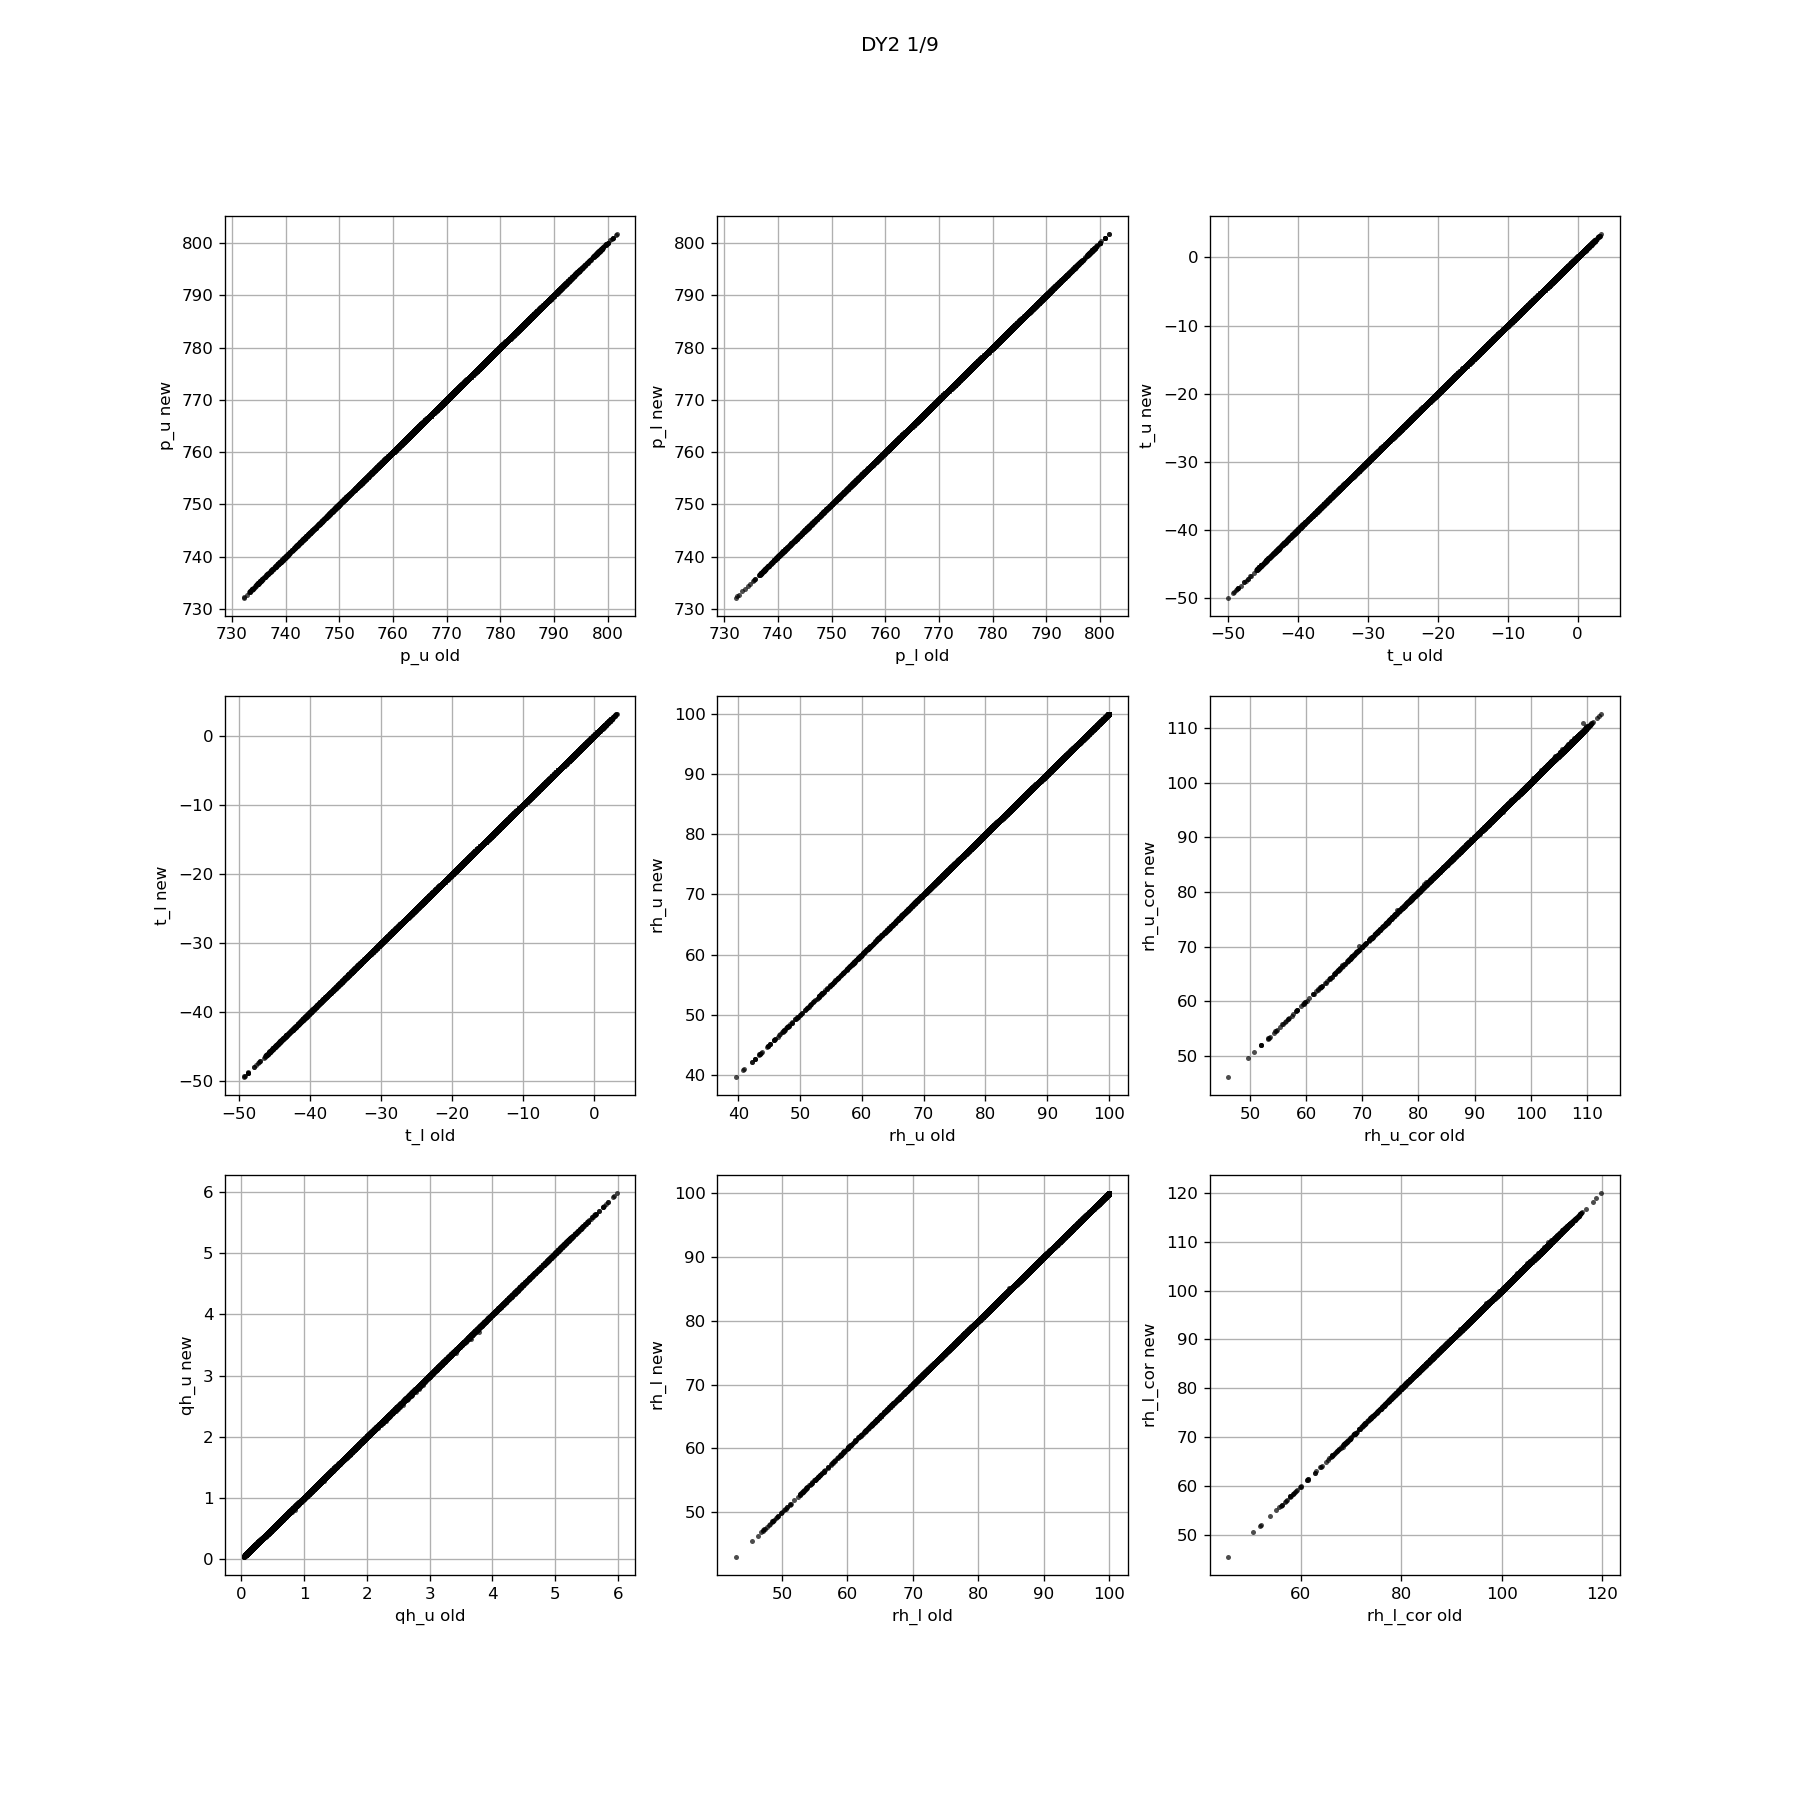 DY2 1/9
800
790
780
770
760
750
740
730
p_u new
730 740 750 760 770 780 790 800
p_u old
800
790
780
770
760
750
740
730
p_l new
730 740 750 760 770 780 790 800
p_l old
0
−10
−20
−30
−40
−50
t_u new
−50 −40 −30 −20 −10 0
t_u old
0
−10
−20
−30
−40
−50
t_l new
−50 −40 −30 −20 −10 0
t_l old
100
90
80
70
60
50
40
rh_u new
40 50 60 70 80 90 100
rh_u old
110
100
90
80
70
60
50
rh_u_cor new
50 60 70 80 90 100 110
rh_u_cor old
6
5
4
3
2
1
0
qh_u new
0 1 2 3 4 5 6
qh_u old
100
90
80
70
60
50
rh_l new
50 60 70 80 90 100
rh_l old
120
110
100
90
80
70
60
50
rh_l_cor new
60 80 100 120
rh_l_cor old